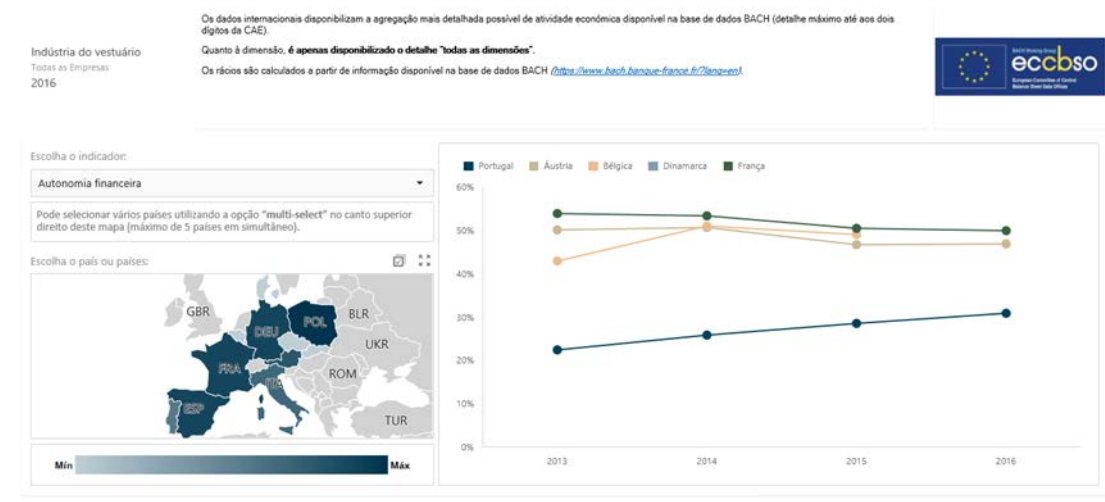 Os dados internacionais disponibilizam a agregação mais detalhada possível de atividade económica disponível na base de dados BACH (detalhe máximo até aos dois
dígitos da CAE).
Indústria do vestuário
Todas as Empresas
2016
Quanto à dimensão, é apenas disponibilizado o detalhe "todas as dimensões".
Os rácios são calculados a partir de informação disponível na base de dados BACH (https://www.bach.banque-france.fr/?lang=en).
BACH Working Group
eccbso
European Committee of Central
Balance Sheet Data Offices
Escolha o indicador:
Autonomia financeira
Pode selecionar vários países utilizando a opção "multi-select" no canto superior
direito deste mapa (máximo de 5 países em simultâneo).
Escolha o país ou países:
GBR
POL
BLR
DEU
UKR
FRA
ROM
ITA
ESP
TUR
Mín
Máx
Portugal Áustria Bélgica Dinamarca França
60%
50%
40%
30%
20%
10%
0%
2013 2014 2015 2016